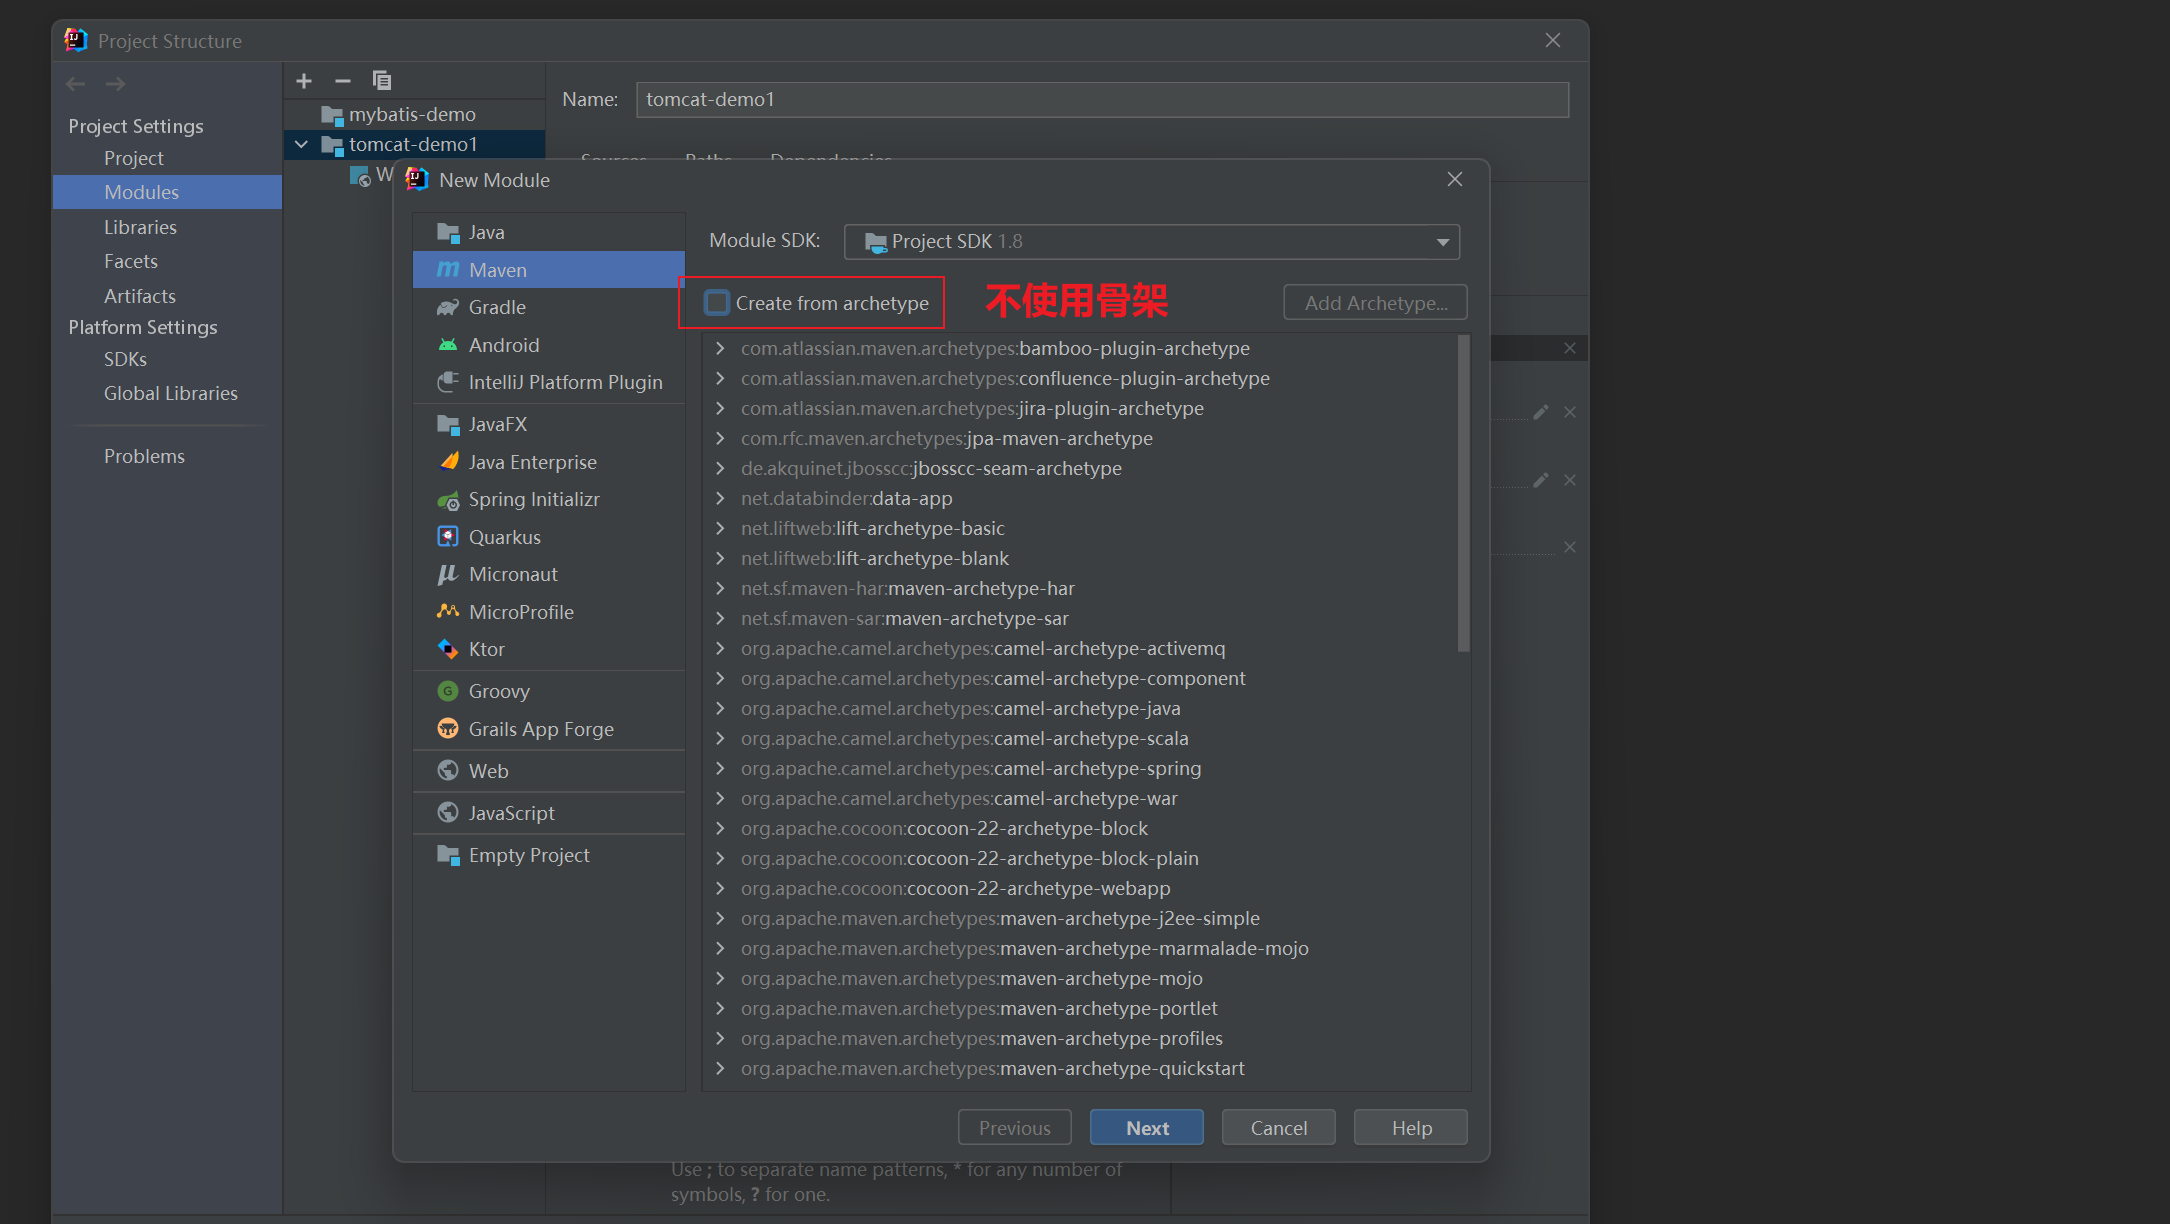 Project Structure
Name:
tomcat-demo1
mybatis-demo
tomcat-demo1
W
Project Settings
Project
Modules
Libraries
Facets
Artifacts
Platform Settings
SDKs
Global Libraries
Problems
Sources
Paths
Dependencies
New Module
Java
Maven
Gradle
Android
IntelliJ Platform Plugin
JavaFX
Java Enterprise
Spring Initializr
Quarkus
Micronaut
MicroProfile
Ktor
Groovy
Grails App Forge
Web
JavaScript
Empty Project
Module SDK:
Project SDK 1.8
Create from archetype
不使用骨架
Add Archetype...
com.atlassian.maven.archetypes:bamboo-plugin-archetype
com.atlassian.maven.archetypes:confluence-plugin-archetype
com.atlassian.maven.archetypes:jira-plugin-archetype
com.rfc.maven.archetypes:jpa-maven-archetype
de.akquinet.jbosscc:jbosscc-seam-archetype
net.databinder:data-app
net.liftweb:lift-archetype-basic
net.liftweb:lift-archetype-blank
net.sf.maven-har:maven-archetype-har
net.sf.maven-sar:maven-archetype-sar
org.apache.camel.archetypes:camel-archetype-activemq
org.apache.camel.archetypes:camel-archetype-component
org.apache.camel.archetypes:camel-archetype-java
org.apache.camel.archetypes:camel-archetype-scala
org.apache.camel.archetypes:camel-archetype-spring
org.apache.camel.archetypes:camel-archetype-war
org.apache.cocoon:cocoon-22-archetype-block
org.apache.cocoon:cocoon-22-archetype-block-plain
org.apache.cocoon:cocoon-22-archetype-webapp
org.apache.maven.archetypes:maven-archetype-j2ee-simple
org.apache.maven.archetypes:maven-archetype-marmalade-mojo
org.apache.maven.archetypes:maven-archetype-mojo
org.apache.maven.archetypes:maven-archetype-portlet
org.apache.maven.archetypes:maven-archetype-profiles
org.apache.maven.archetypes:maven-archetype-quickstart
Previous
Next
Cancel
Help
Use ; to separate name patterns, * for any number of
symbols, ? for one.